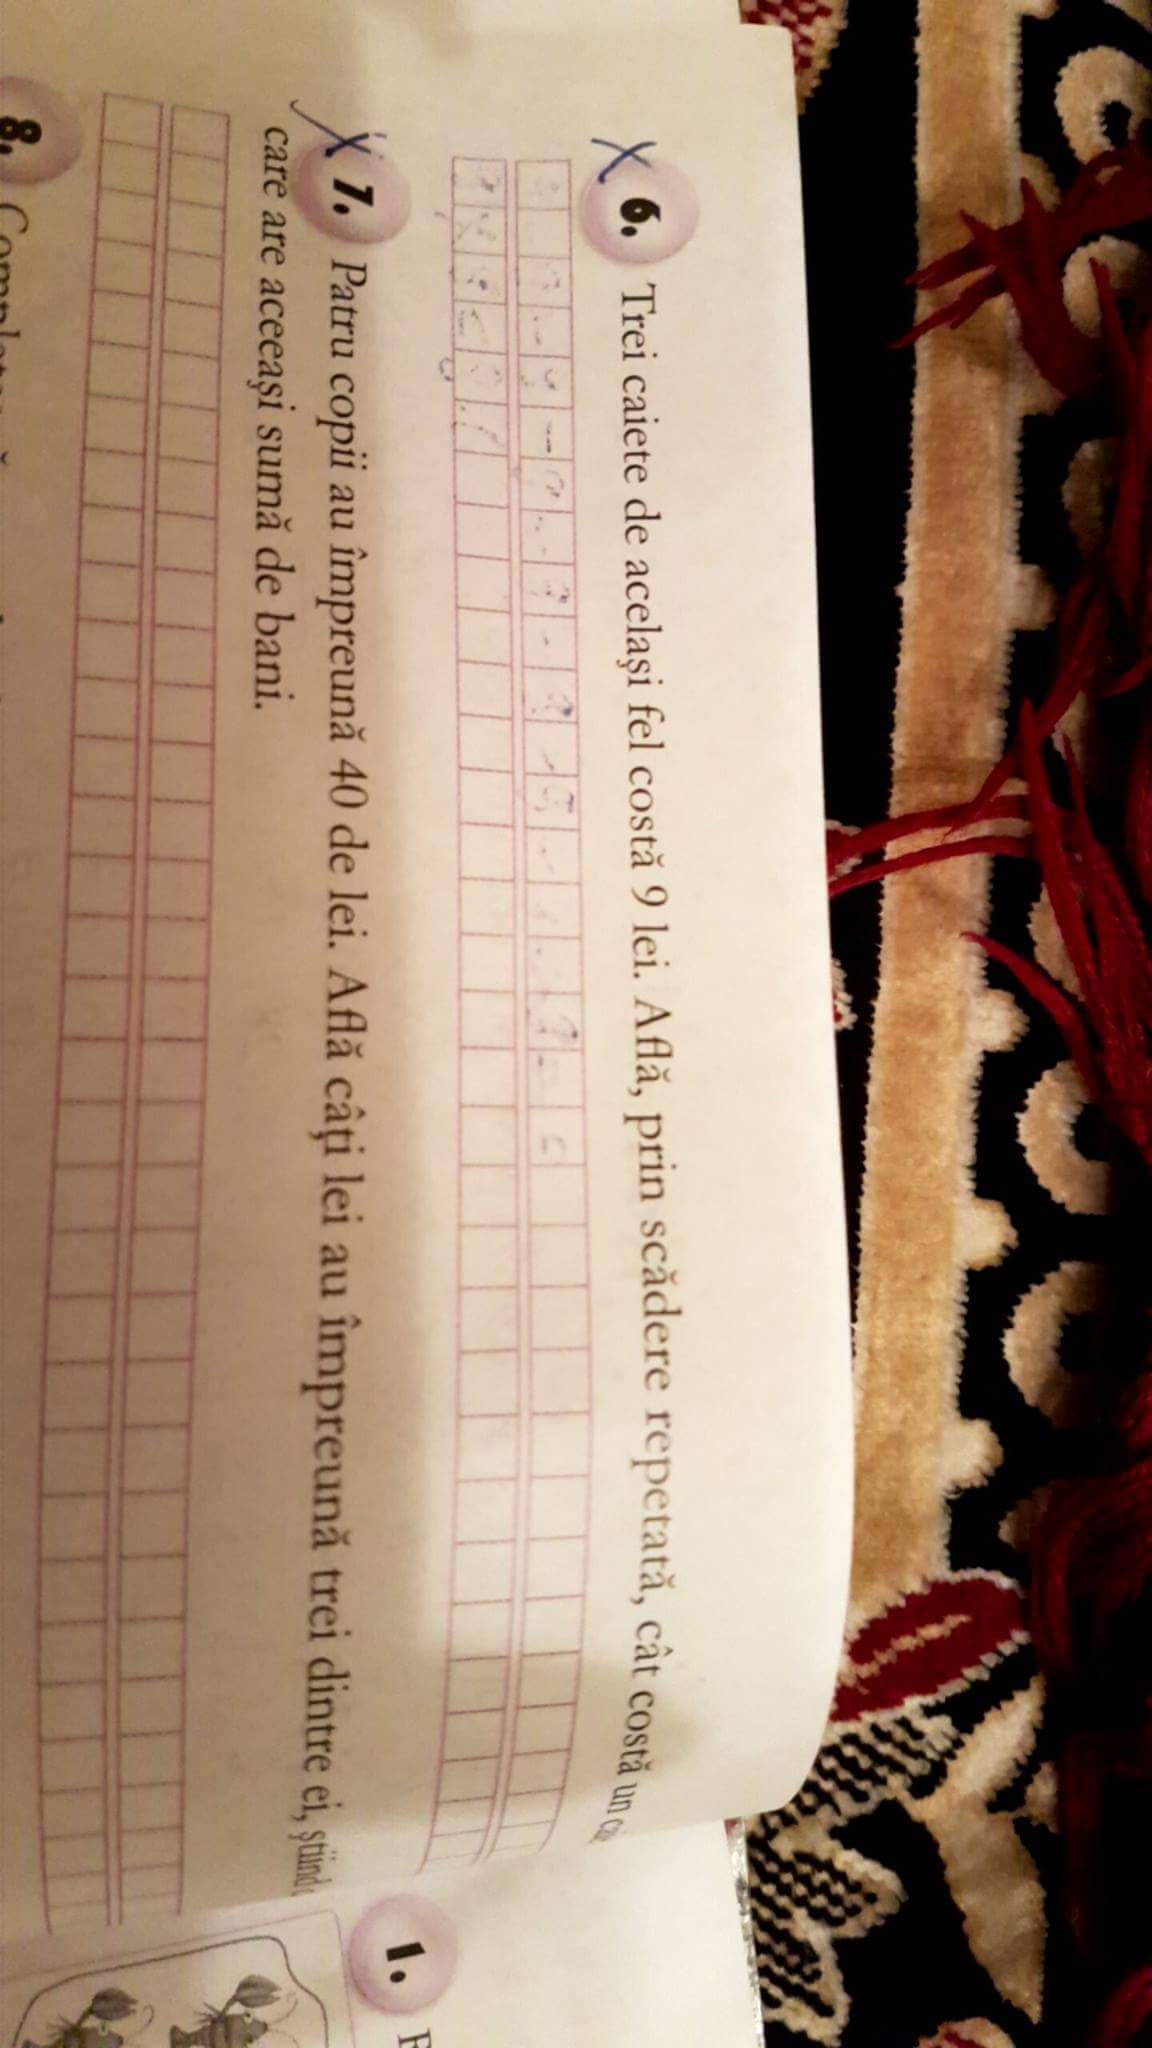 6. Trei caiete de același fel costă 9 lei. Află, prin scădere repetată, cât costă un
7. Patru copii au împreună 40 de lei. Află câți lei au împreună trei dintre ei,
care are aceeași sumă de bani.
8.
1.